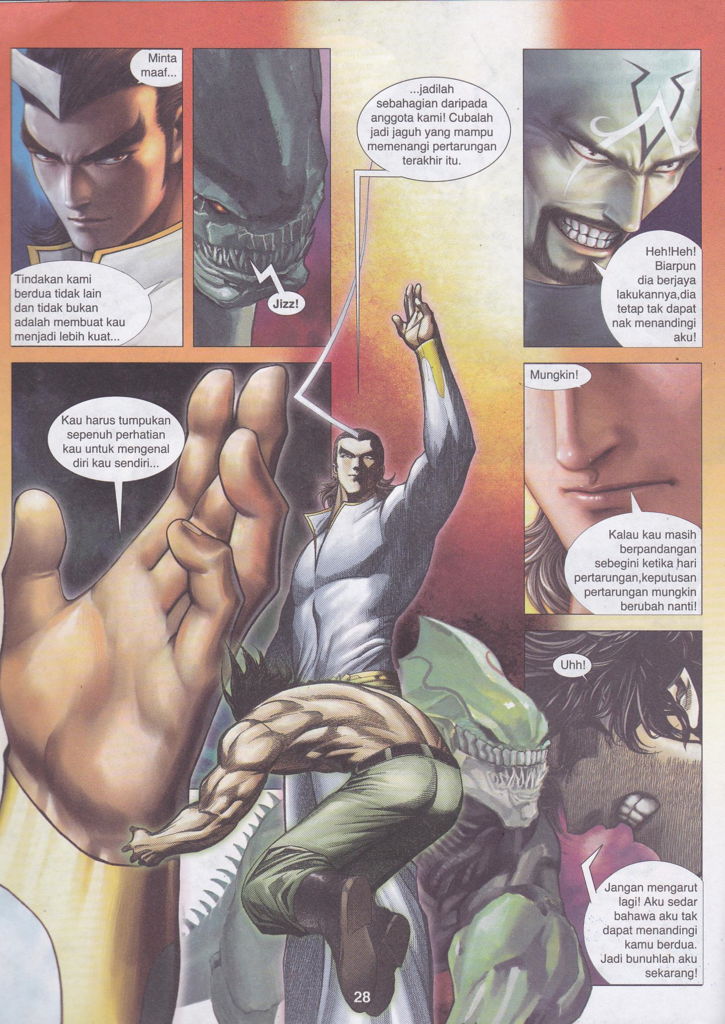 Minta
maaf...
Tindakan kami
berdua tidak lain
dan tidak bukan
adalah membuat kau
menjadi lebih kuat...
Jizz!
...jadilah
sebahagian daripada
anggota kami! Cubalah
jadi jaguh yang mampu
memenangi pertarungan
terakhir itu.
Heh!Heh!
Biarpun
dia berjaya
lakukannya,dia
tetap tak dapat
nak menandingi
aku!
Kau harus tumpukan
sepenuh perhatian
kau untuk mengenal
diri kau sendiri...
Mungkin!
Kalau kau masih
berpandangan
sebegini ketika hari
pertarungan,keputusan
pertarungan mungkin
berubah nanti!
Uhh!
Jangan mengarut
lagi! Aku sedar
bahawa aku tak
dapat menandingi
kamu berdua.
Jadi bunuhlah aku
sekarang!
28